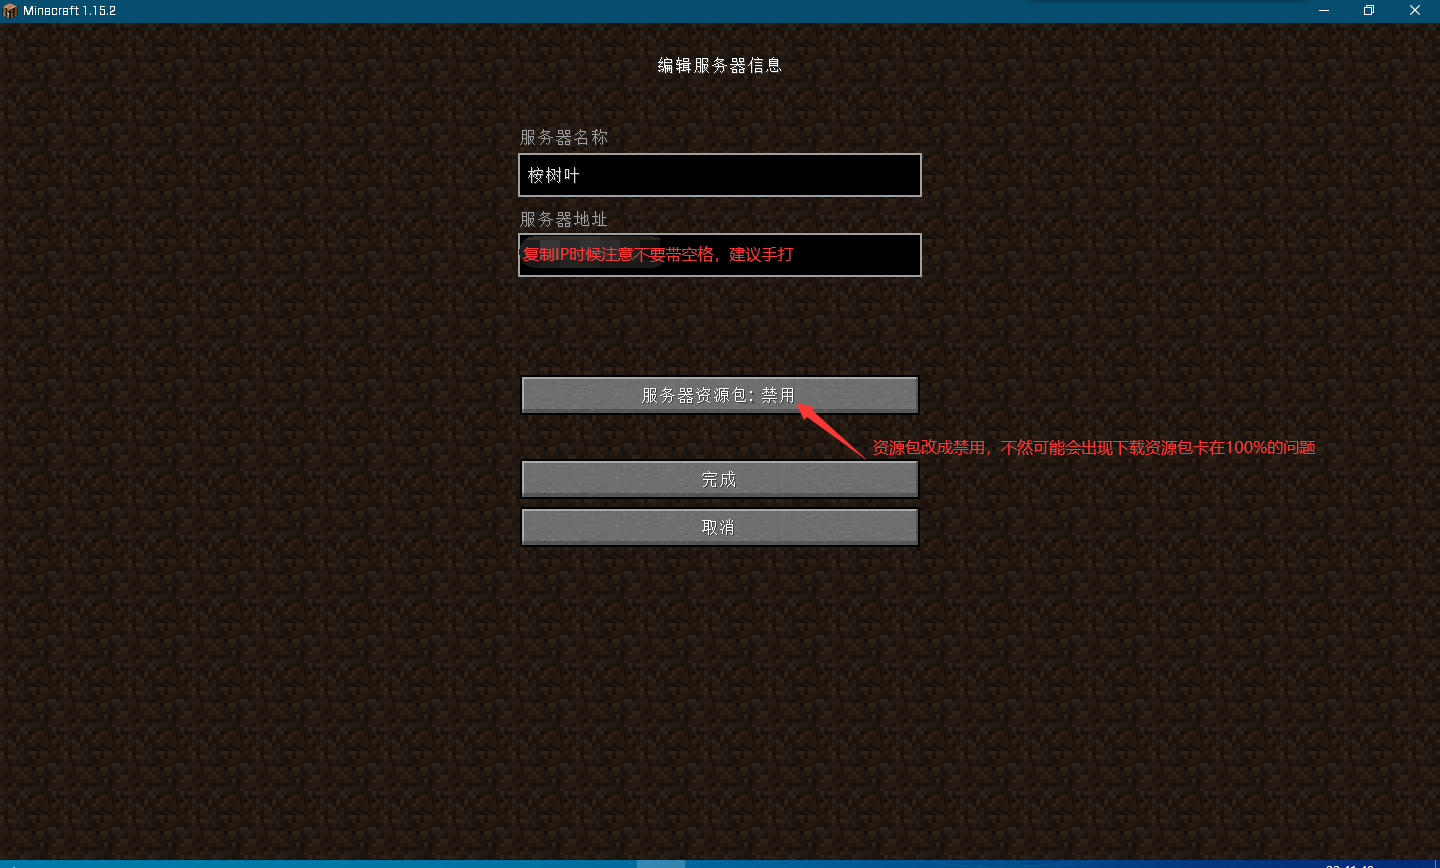 Minecraft 1.15.2
编辑服务器信息
服务器名称
桉树叶
服务器地址
复制IP时候注意不要带空格，建议手打
服务器资源包: 禁用
资源包改成禁用，不然可能会出现下载资源包卡在100%的问题
完成
取消